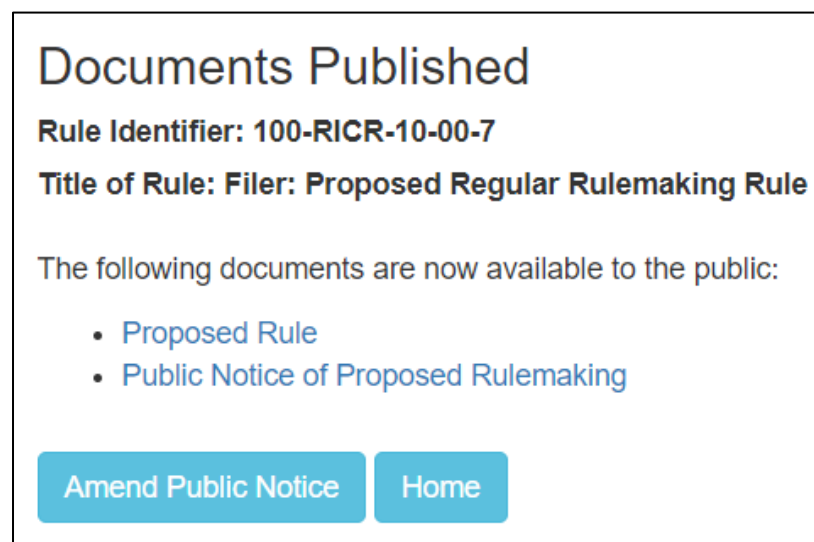 Documents Published
Rule Identifier: 100-RICR-10-00-7
Title of Rule: Filer: Proposed Regular Rulemaking Rule
The following documents are now available to the public:
• Proposed Rule
• Public Notice of Proposed Rulemaking
Amend Public Notice Home